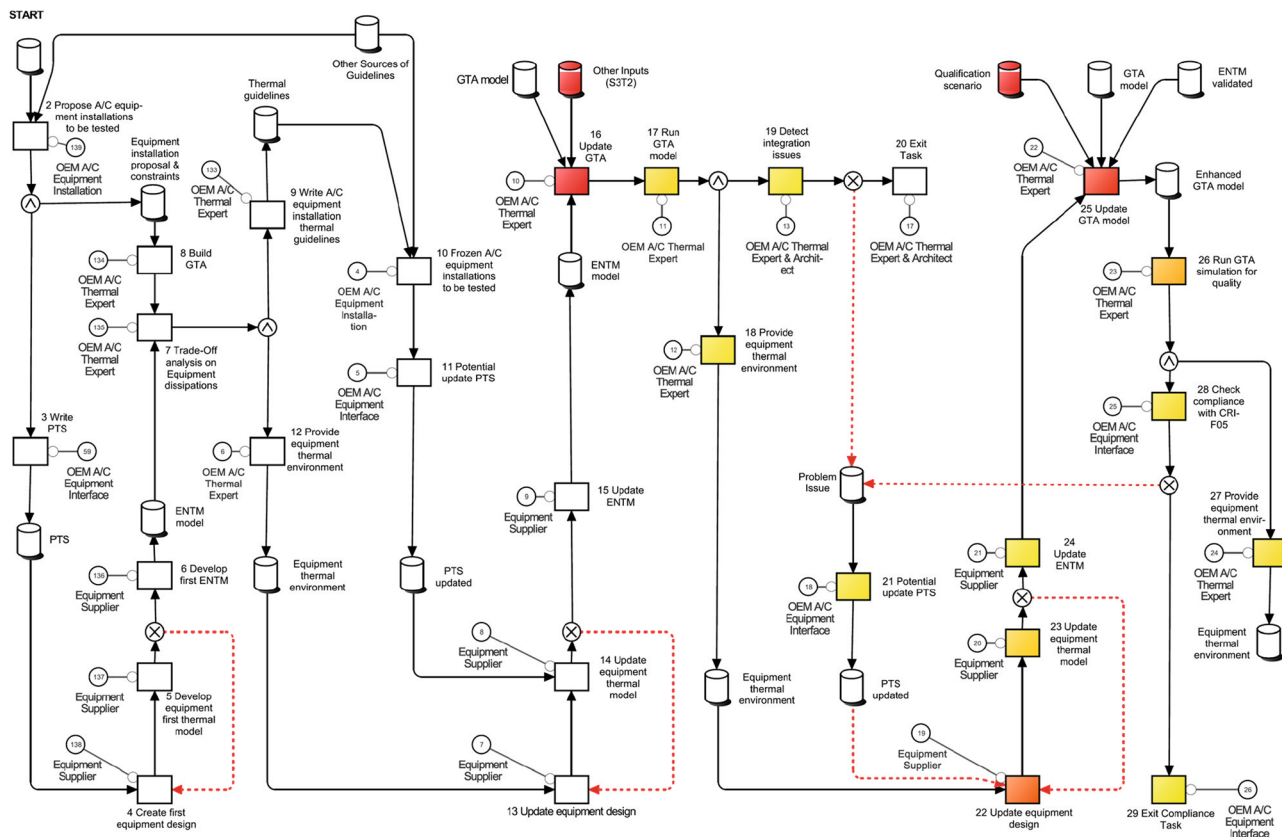 START
Other Sources of
Guidelines
2 Propose A/C equip-
ment installations
to be tested
139
OEM A/C
Equipment
Installation
Equipment
installation
proposal &
constraints
8 Build
GTA
134
OEM A/C
Thermal
Expert
135
OEM A/C
Thermal
Expert
7 Trade-Off
analysis on
Equipment
dissipations
3 Write
PTS
59
OEM A/C
Equipment
Interface
PTS
ENTM
model
6 Develop
first ENTM
136
Equipment
Supplier
137
Equipment
Supplier
5 Develop
equipment
first thermal
model
138
Equipment
Supplier
4 Create first
equipment design
Thermal
guidelines
133
OEM A/C
Thermal
Expert
9 Write A/C
equipment
installation
thermal
guidelines
12 Provide
equipment
thermal
environment
6
OEM A/C
Thermal
Expert
Equipment
thermal
environment
10 Frozen A/C
equipment
installations
to be tested
4
OEM A/C
Equipment
Installa-
tion
11 Potential
update PTS
5
OEM A/C
Equipment
Interface
PTS
updated
GTA model
Other Inputs
(S3T2)
16
Update
GTA
10
OEM A/C
Thermal
Expert
ENTM
model
15 Update
ENTM
9
Equipment
Supplier
8
Equipment
Supplier
14 Update
equipment
thermal
model
7
Equipment
Supplier
13 Update equipment design
17 Run
GTA
model
11
OEM A/C Thermal
Expert
19 Detect
integration
issues
13
OEM A/C Thermal
Expert & Archit-
ect
20 Exit
Task
17
OEM A/C Thermal
Expert & Architect
18 Provide
equipment
thermal
environment
12
OEM A/C
Thermal
Expert
Equipment
thermal
environment
Problem
Issue
21 Potential
update PTS
18
OEM A/C
Equipment
Interface
PTS
updated
Qualification
scenario
GTA
model
ENTM
validated
22
OEM A/C
Thermal
Expert
25 Update
GTA model
Enhanced
GTA model
26 Run GTA
simulation for
quality
23
OEM A/C
Thermal
Expert
28 Check
compliance
with CRI-
F05
25
OEM A/C
Equipment
Interface
27 Provide
equipment
thermal envir-
onment
24
OEM A/C
Thermal
Expert
Equipment
thermal
environment
24
Update
ENTM
21
Equipment
Supplier
23 Update
equipment
thermal model
20
Equipment
Supplier
19
Equipment
Supplier
22 Update
equipment
design
29 Exit Compliance
Task
26
OEM A/C
Equipment
Interface